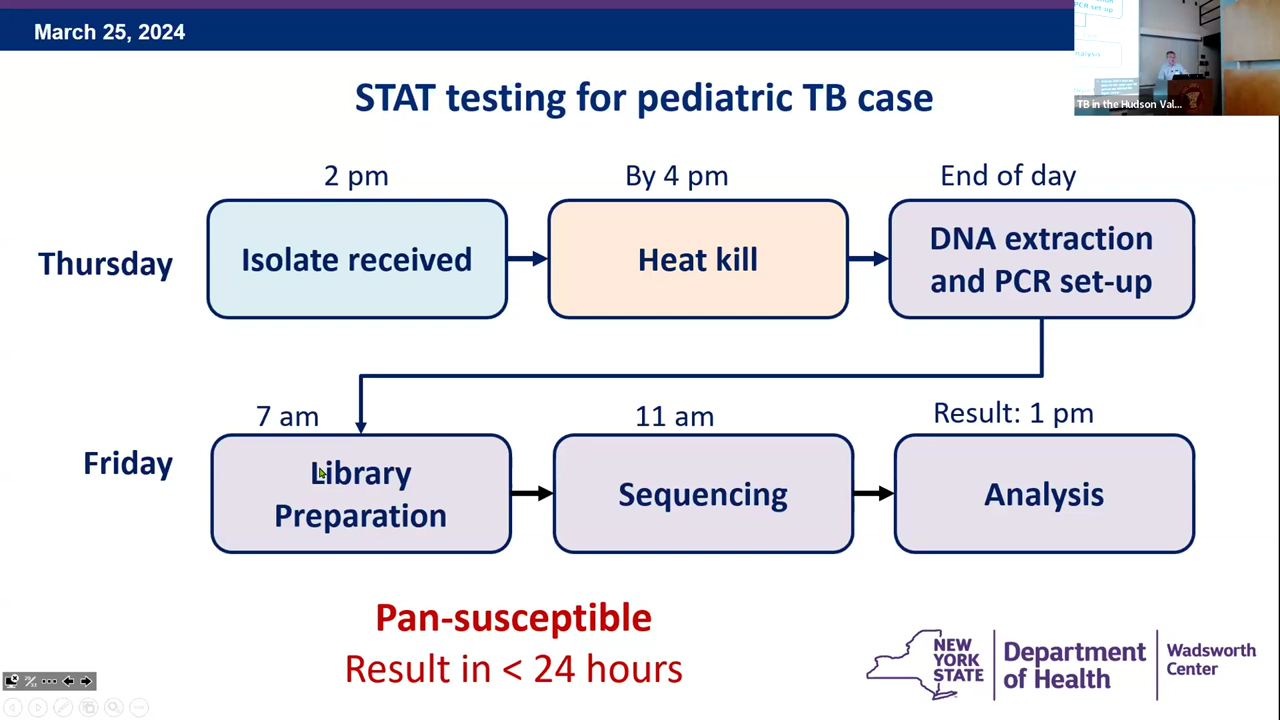 March 25, 2024
PCR set-up
TB in the Hudson Val...
STAT testing for pediatric TB case
2 pm
By 4 pm
End of day
Thursday
Isolate received
Heat kill
DNA extraction
and PCR set-up
7 am
11 am
Result: 1 pm
Friday
Library
Preparation
Sequencing
Analysis
Pan-susceptible
Result in < 24 hours
NEW
YORK
STATE
Department
of Health
Wadsworth
Center